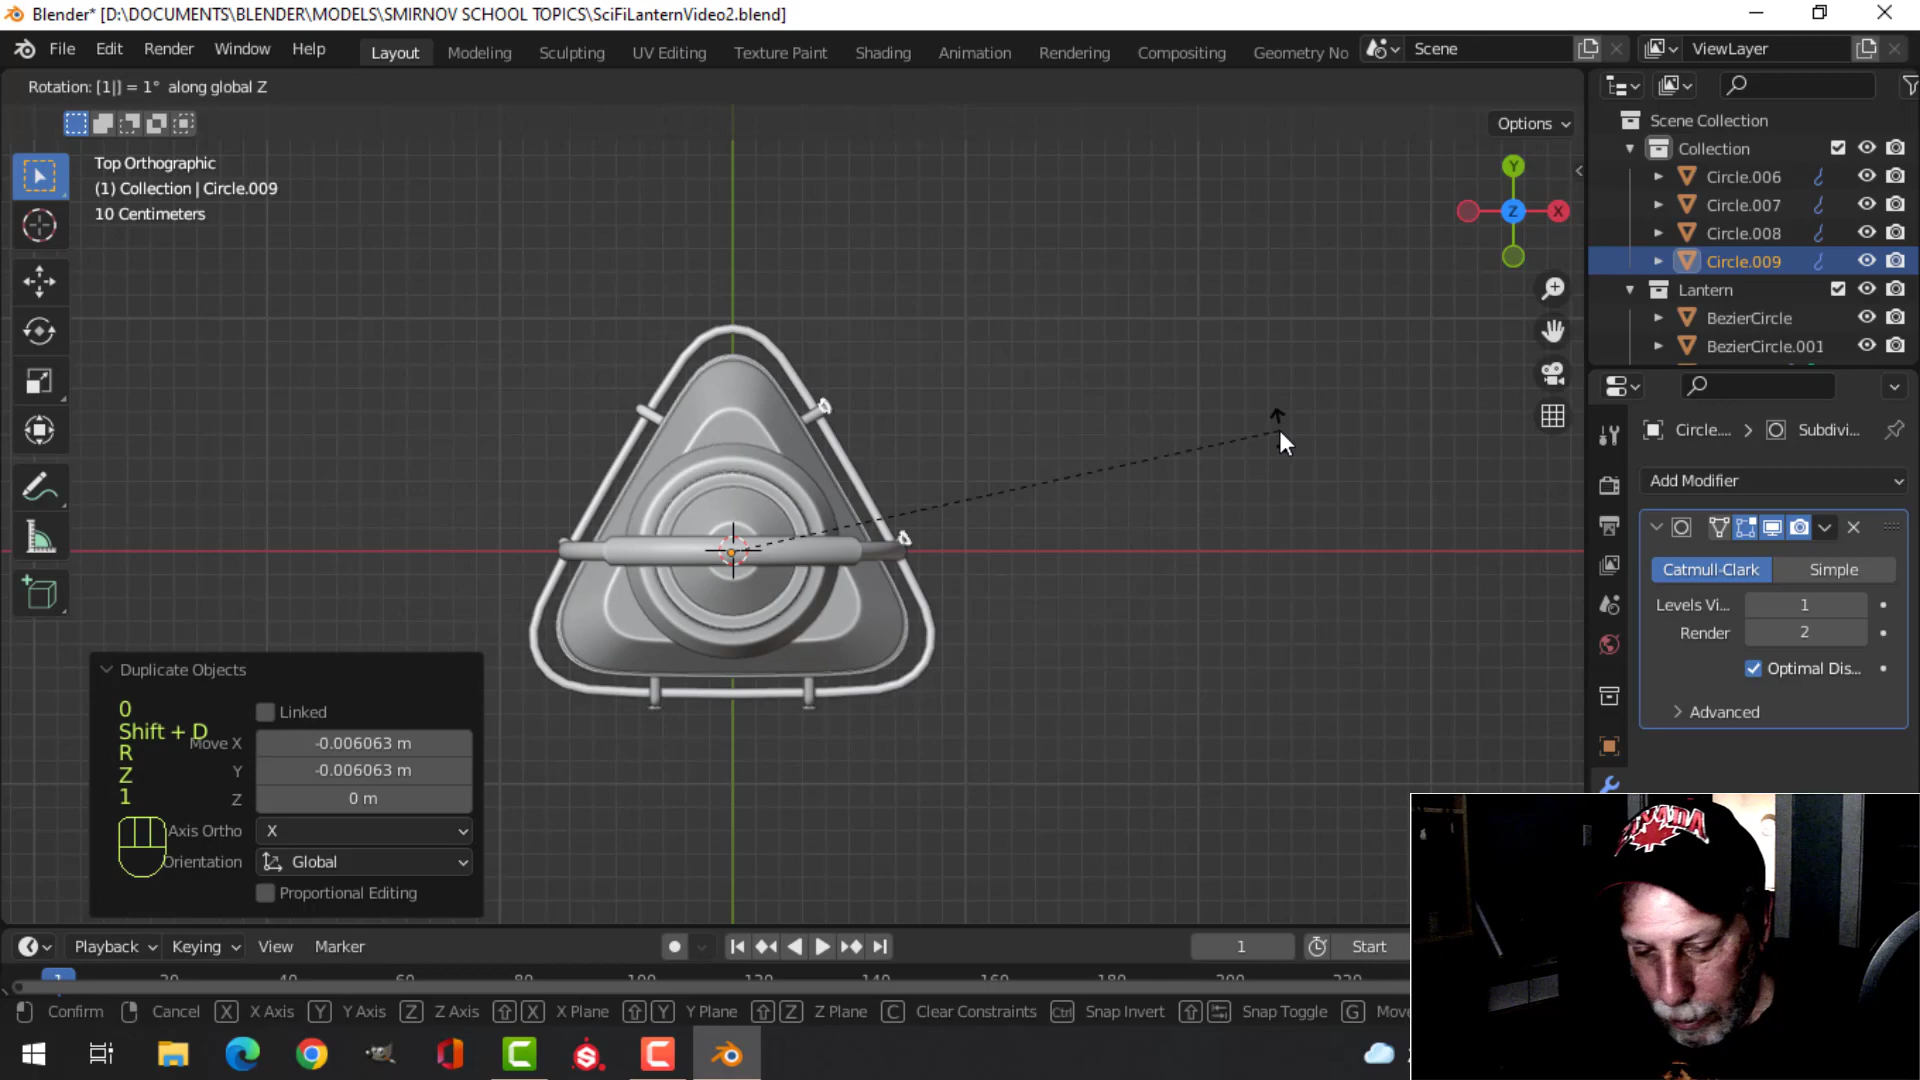 Blender* [D:\DOCUMENTS\BLENDER\MODELS\SMIRNOV SCHOOL TOPICS\SciFiLanternVideo2.blend]
File Edit Render Window Help Layout Modeling Sculpting UV Editing Texture Paint Shading Animation Rendering Compositing Geometry No Scene ViewLayer
Rotation: [1|] = 1° along global Z
Options
Top Orthographic
(1) Collection | Circle.009
10 Centimeters
Y
Z X
Scene Collection
Collection
Circle.006
Circle.007
Circle.008
Circle.009
Lantern
BezierCircle
BezierCircle.001
Circle.... > Subdivi...
Add Modifier
Catmull-Clark Simple
Levels Vi... 1
Render 2
Optimal Dis...
Advanced
Duplicate Objects
0
Linked
Shift + D
Move X -0.006063 m
R
Y -0.006063 m
Z
1
Z 0 m
Axis Ortho X
Orientation Global
Proportional Editing
Playback Keying View Marker 1 Start
1
Confirm Cancel X X Axis Y Y Axis Z Z Axis X X Plane Y Y Plane Z Z Plane C Clear Constraints Ctrl Snap Invert Snap Toggle G Mov